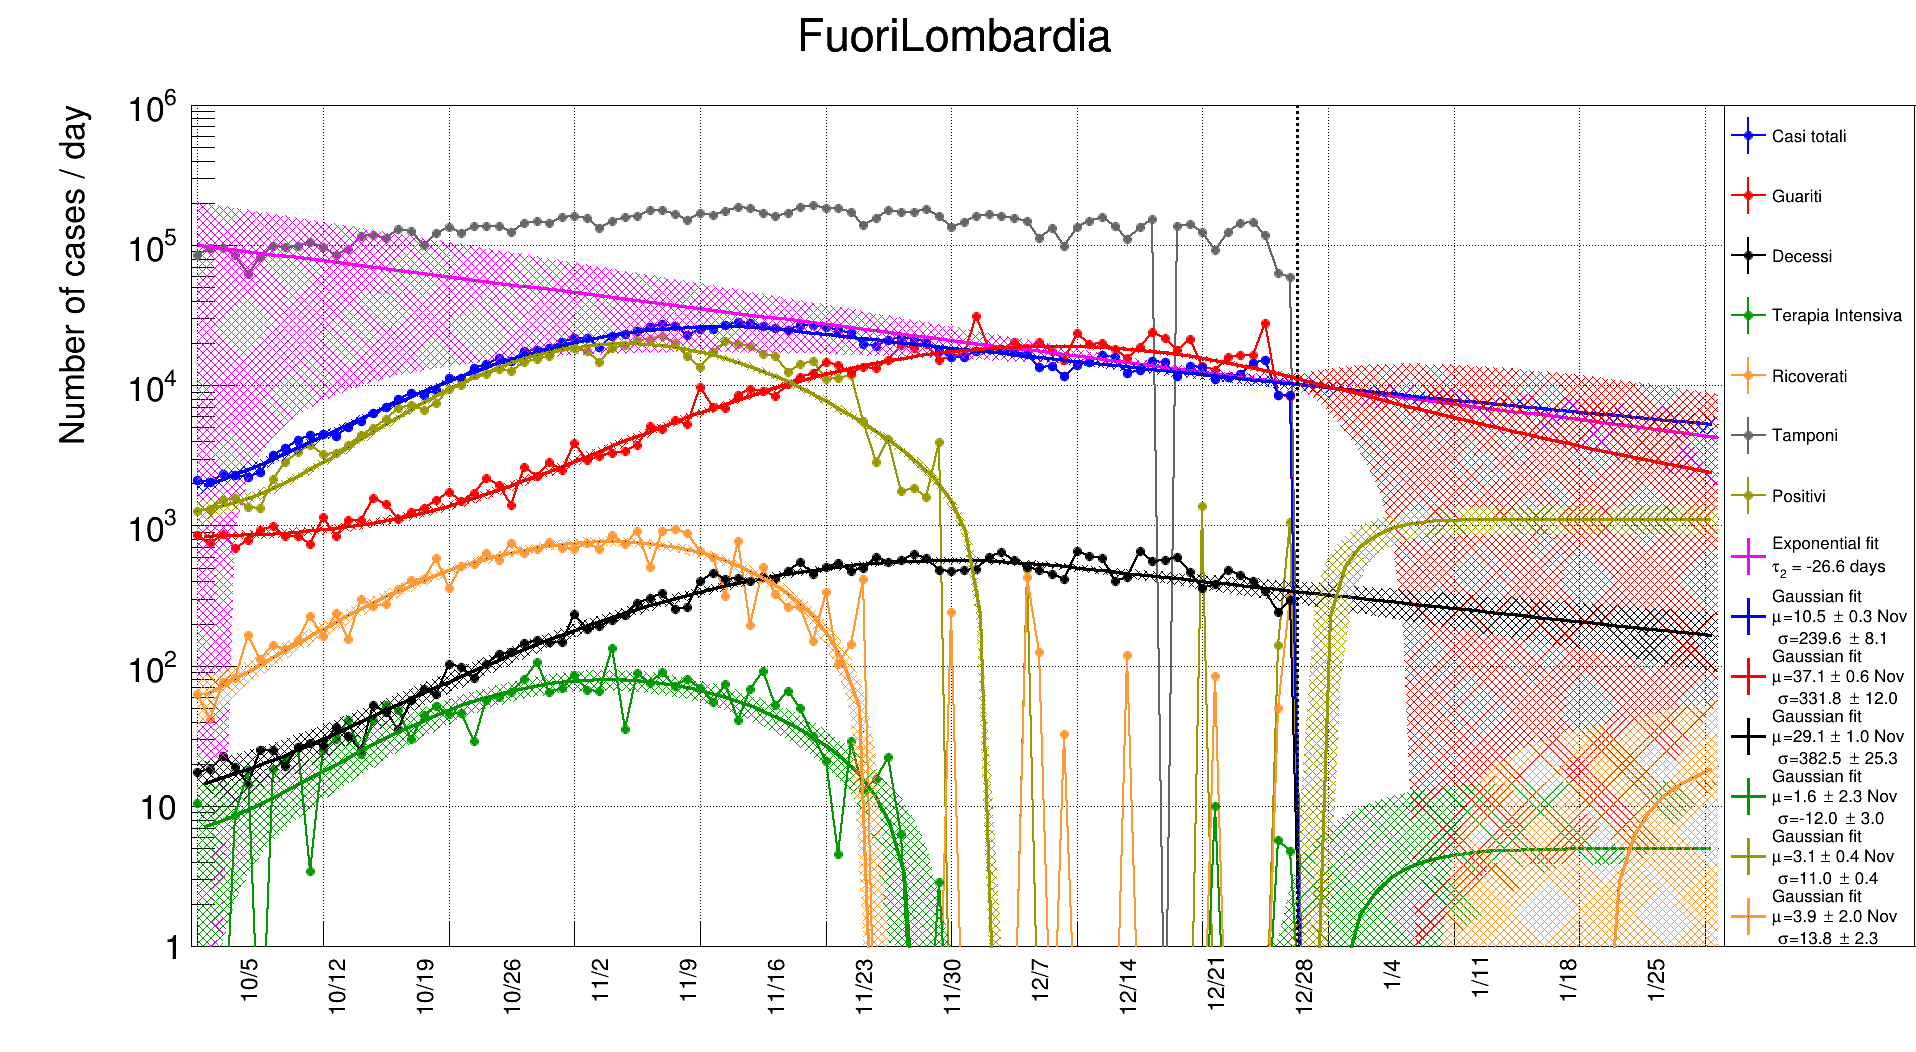 FuoriLombardia
Number of cases / day
10^6
10^5
10^4
10^3
10^2
10
1
10/5
10/12
10/19
10/26
11/2
11/9
11/16
11/23
11/30
12/7
12/14
12/21
12/28
1/4
1/11
1/18
1/25
Casi totali
Guariti
Decessi
Terapia Intensiva
Ricoverati
Tamponi
Positivi
Exponential fit
τ₂ = -26.6 days
Gaussian fit
μ=10.5 ± 0.3 Nov
σ=239.6 ± 8.1
Gaussian fit
μ=37.1 ± 0.6 Nov
σ=331.8 ± 12.0
Gaussian fit
μ=29.1 ± 1.0 Nov
σ=382.5 ± 25.3
Gaussian fit
μ=1.6 ± 2.3 Nov
σ=-12.0 ± 3.0
Gaussian fit
μ=3.1 ± 0.4 Nov
σ=11.0 ± 0.4
Gaussian fit
μ=3.9 ± 2.0 Nov
σ=13.8 ± 2.3